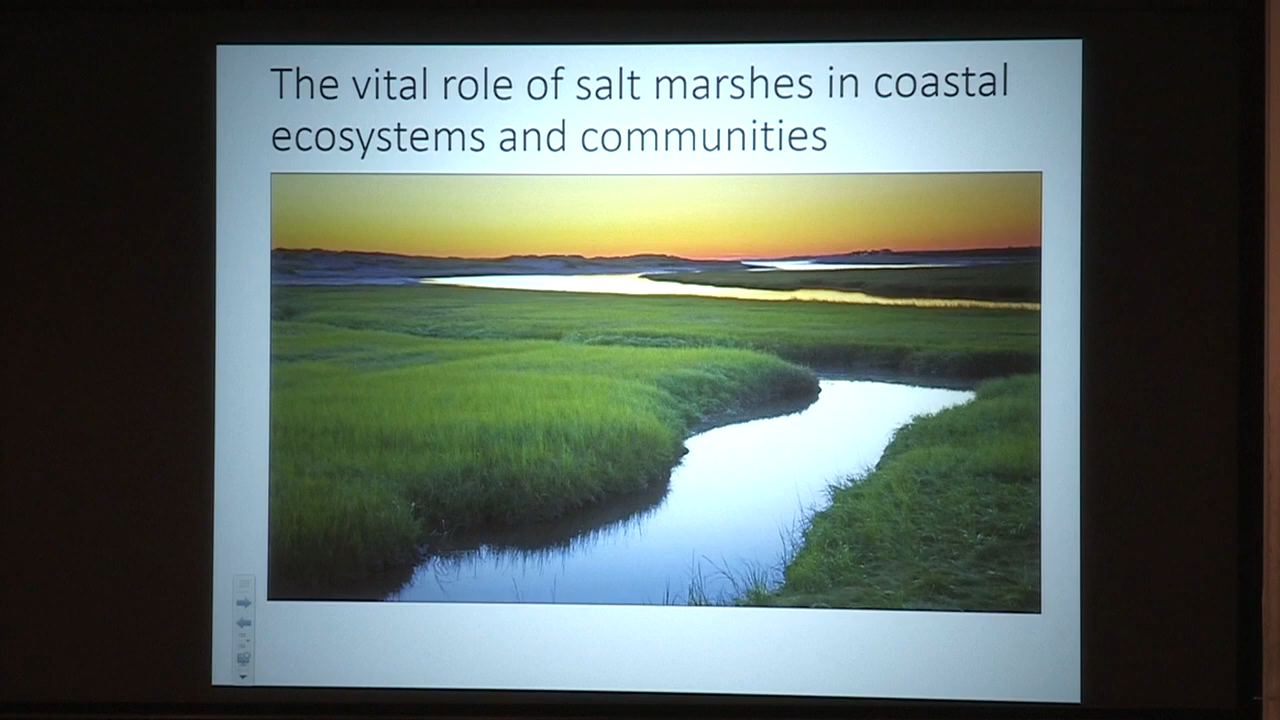 The vital role of salt marshes in coastal
ecosystems and communities